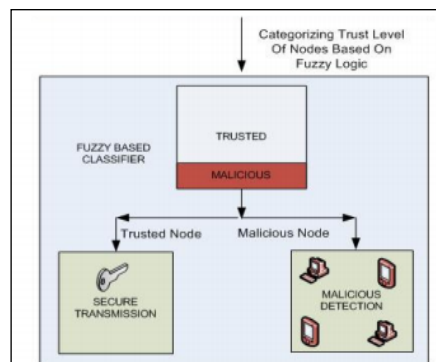 Categorizing Trust Level
Of Nodes Based On
Fuzzy Logic
TRUSTED
FUZZY BASED
CLASSIFIER
MALICIOUS
Trusted Node
Malicious Node
SECURE
TRANSMISSION
MALICIOUS
DETECTION